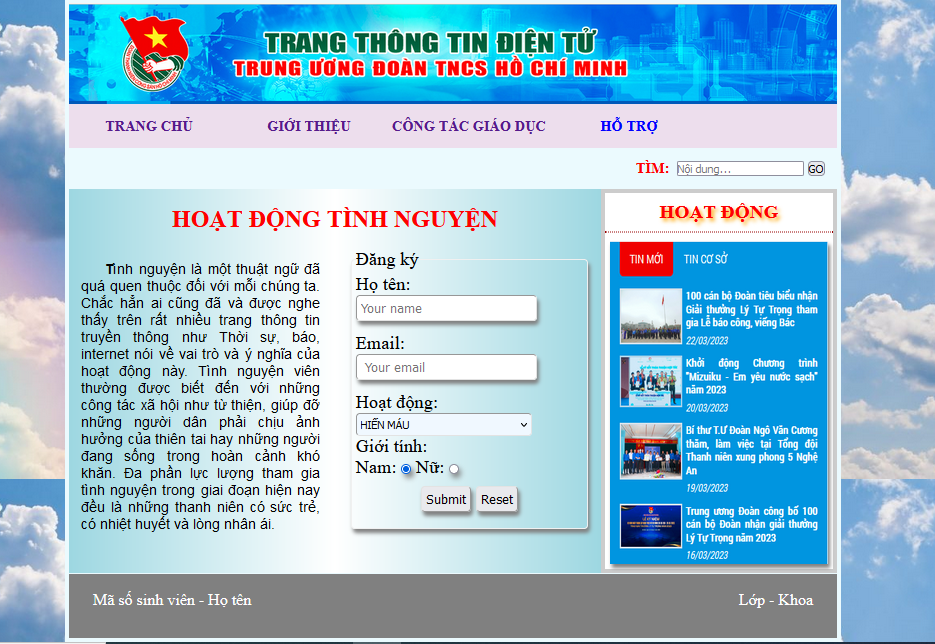 TRANG THÔNG TIN ĐIỆN TỬ
TRUNG ƯƠNG ĐOÀN TNCS HỒ CHÍ MINH
TRANG CHỦ GIỚI THIỆU CÔNG TÁC GIÁO DỤC HỖ TRỢ
TÌM: Nội dung... GO
HOẠT ĐỘNG TÌNH NGUYỆN
Tình nguyện là một thuật ngữ đã
quá quen thuộc đối với mỗi chúng ta.
Chắc hẳn ai cũng đã và được nghe
thấy trên rất nhiều trang thông tin
truyền thông như Thời sự, báo,
internet nói về vai trò và ý nghĩa của
hoạt động này. Tình nguyện viên
thường được biết đến với những
công tác xã hội như từ thiện, giúp đỡ
những người dân phải chịu ảnh
hưởng của thiên tai hay những người
đang sống trong hoàn cảnh khó
khăn. Đa phần lực lượng tham gia
tình nguyện trong giai đoạn hiện nay
đều là những thanh niên có sức trẻ,
có nhiệt huyết và lòng nhân ái.
Đăng ký
Họ tên:
Your name
Email:
Your email
Hoạt động:
HIẾN MÁU
Giới tính:
Nam: Nữ:
Submit Reset
HOẠT ĐỘNG
TIN MỚI TIN CƠ SỞ
100 cán bộ Đoàn tiêu biểu nhận
Giải thưởng Lý Tự Trọng tham
gia Lễ báo công, viếng Bác
22/03/2023
Khởi động Chương trình
"Mizuiku - Em yêu nước sạch"
năm 2023
20/03/2023
Bí thư T.Ư Đoàn Ngô Văn Cương
thăm, làm việc tại Tổng đội
Thanh niên xung phong 5 Nghệ
An
19/03/2023
Trung ương Đoàn công bố 100
cán bộ Đoàn nhận giải thưởng
Lý Tự Trọng năm 2023
16/03/2023
Mã số sinh viên - Họ tên Lớp - Khoa